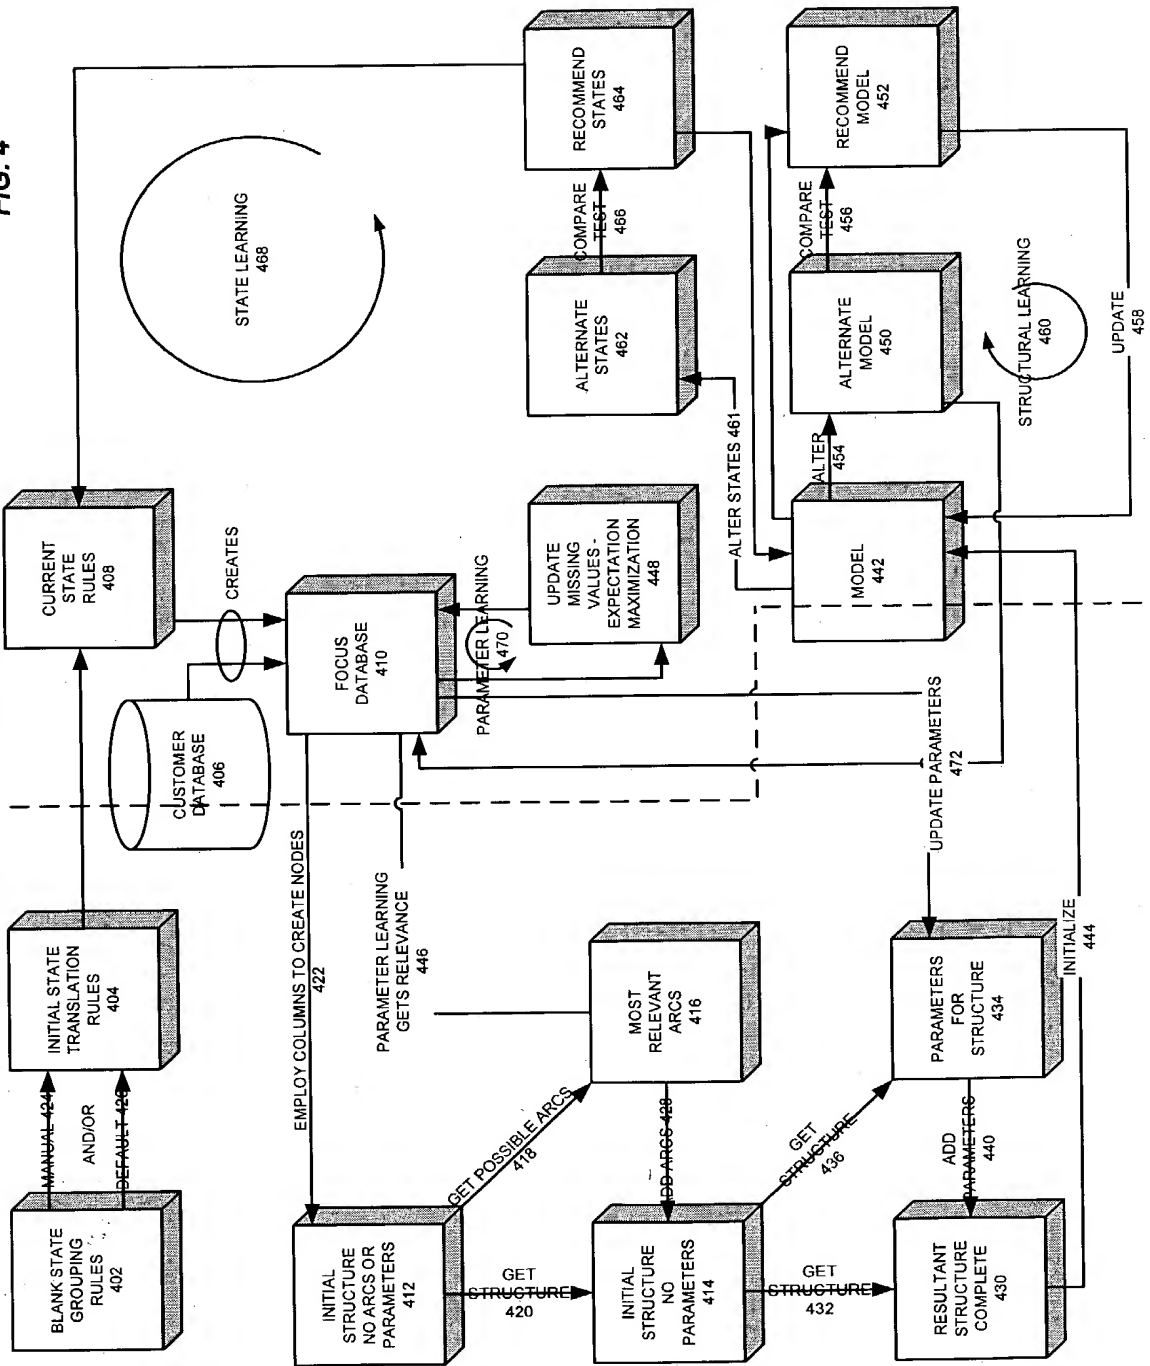 FIG. 4
BLANK STATE
GROUPING
RULES
402
MANUAL 424
AND/OR
DEFAULT 426
INITIAL STATE
TRANSLATION
RULES
404
CURRENT
STATE
RULES
408
CUSTOMER
DATABASE
406
CREATES
STATE LEARNING
468
EMPLOY COLUMNS TO CREATE NODES
422
FOCUS
DATABASE
410
PARAMETER LEARNING
470
UPDATE
MISSING
VALUES -
EXPECTATION
MAXIMIZATION
448
PARAMETER LEARNING
GETS RELEVANCE
446
INITIAL
STRUCTURE
NO ARCS OR
PARAMETERS
412
GET POSSIBLE ARCS
418
GET
STRUCTURE
420
MOST
RELEVANT
ARCS
416
ADD ARCS 428
INITIAL
STRUCTURE
NO
PARAMETERS
414
GET
STRUCTURE
436
GET
STRUCTURE
432
PARAMETERS
FOR
STRUCTURE
434
ADD
PARAMETERS
440
RESULTANT
STRUCTURE
COMPLETE
430
INITIALIZE
444
UPDATE PARAMETERS
472
ALTER STATES 461
ALTERNATE
STATES
462
COMPARE
TEST
466
RECOMMEND
STATES
464
MODEL
442
ALTER
454
ALTERNATE
MODEL
450
COMPARE
TEST
456
RECOMMEND
MODEL
452
STRUCTURAL LEARNING
460
UPDATE
458